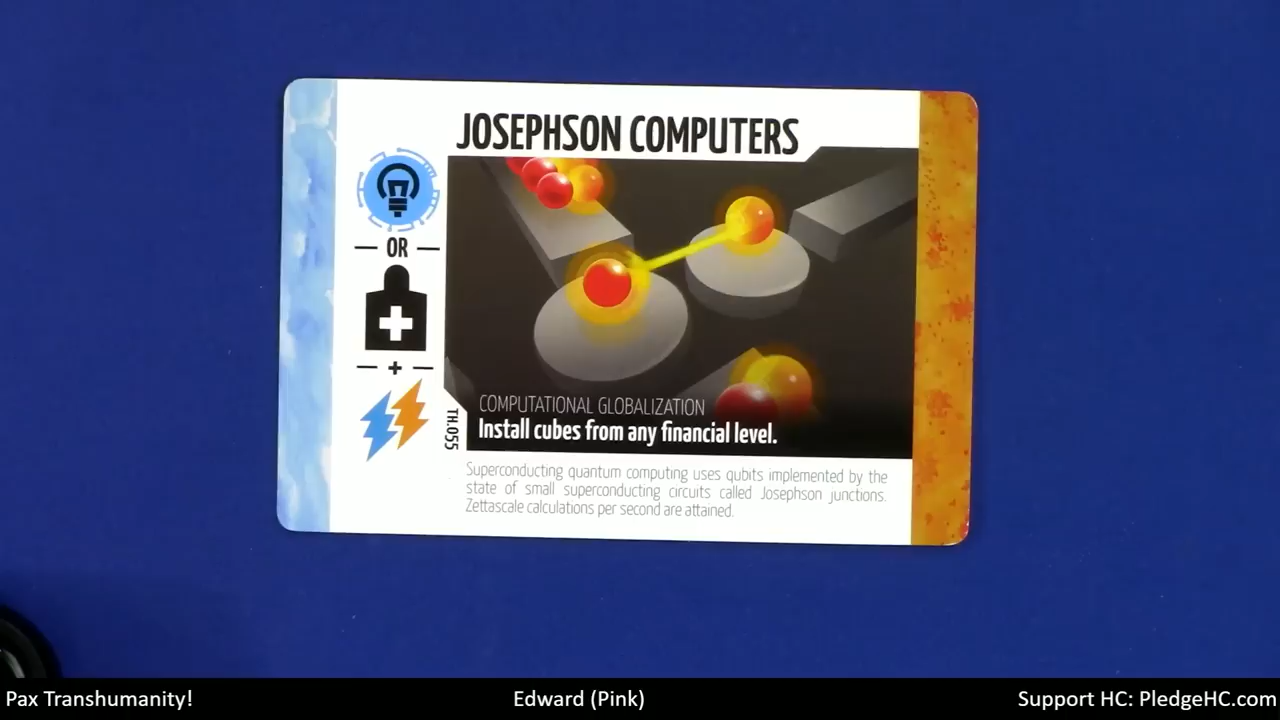 JOSEPHSON COMPUTERS
OR
+
TH.055
COMPUTATIONAL GLOBALIZATION
Install cubes from any financial level.
Superconducting quantum computing uses qubits implemented by the
state of small superconducting circuits called Josephson junctions.
Zettascale calculations per second are attained.
Pax Transhumanity!
Edward (Pink)
Support HC: PledgeHC.com